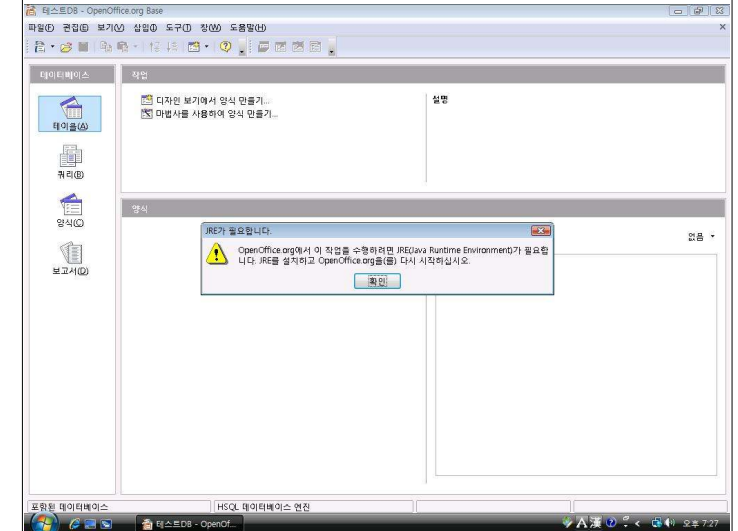 테스트DB - OpenOffice.org Base
파일(F) 편집(E) 보기(V) 삽입(I) 도구(T) 창(W) 도움말(H)
데이터베이스
작업
테이블(A)
쿼리(B)
양식(C)
보고서(D)
디자인 보기에서 양식 만들기...
마법사를 사용하여 양식 만들기...
설명
양식
없음
JRE가 필요합니다.
OpenOffice.org에서 이 작업을 수행하려면 JRE(Java Runtime Environment)가 필요합
니다. JRE를 설치하고 OpenOffice.org을(를) 다시 시작하십시오.
확인
포함된 데이터베이스
HSQL 데이터베이스 엔진
테스트DB - OpenOf...
A 漢
오후 7:27